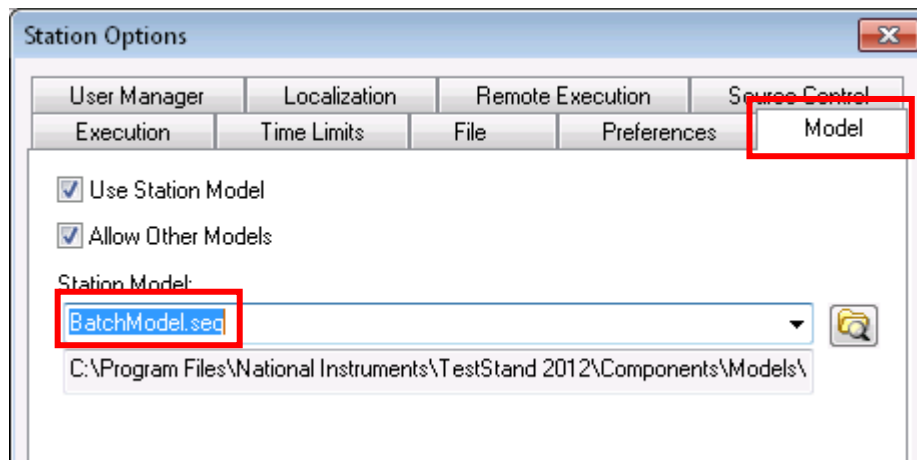 Station Options
User Manager Localization Remote Execution Source Control
Execution Time Limits File Preferences Model
Use Station Model
Allow Other Models
Station Model:
BatchModel.seq
C:\Program Files\National Instruments\TestStand 2012\Components\Models\